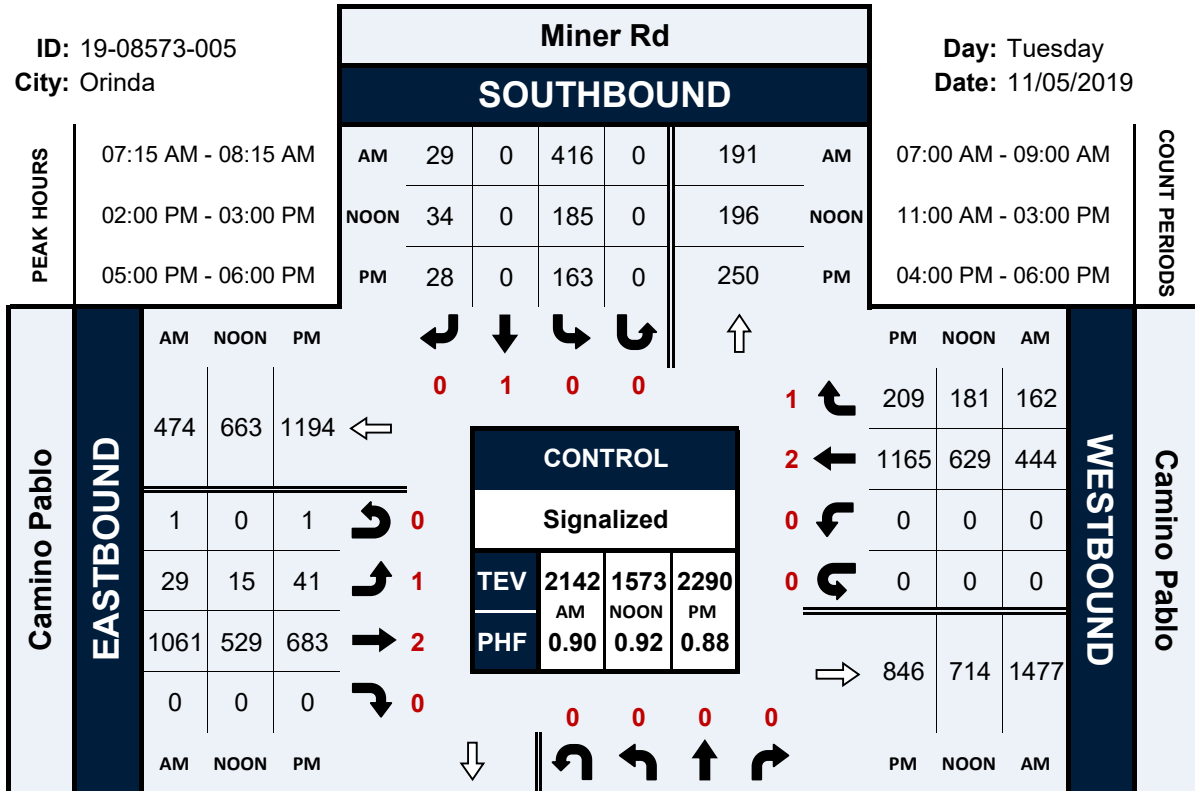 Miner Rd
ID: 19-08573-005
City: Orinda
Day: Tuesday
Date: 11/05/2019
SOUTHBOUND
PEAK HOURS
07:15 AM - 08:15 AM
02:00 PM - 03:00 PM
05:00 PM - 06:00 PM
AM 29 0 416 0 191 AM
NOON 34 0 185 0 196 NOON
PM 28 0 163 0 250 PM
07:00 AM - 09:00 AM
11:00 AM - 03:00 PM
04:00 PM - 06:00 PM
COUNT PERIODS
0 1 0 0
Camino Pablo
EASTBOUND
AM NOON PM
474 663 1194
1 0 1 0
29 15 41 1
1061 529 683 2
0 0 0 0
AM NOON PM
CONTROL
Signalized
TEV 2142 1573 2290
AM NOON PM
PHF 0.90 0.92 0.88
PM NOON AM
1 209 181 162
2 1165 629 444
0 0 0 0
0 0 0 0
846 714 1477
PM NOON AM
WESTBOUND
Camino Pablo
0 0 0 0